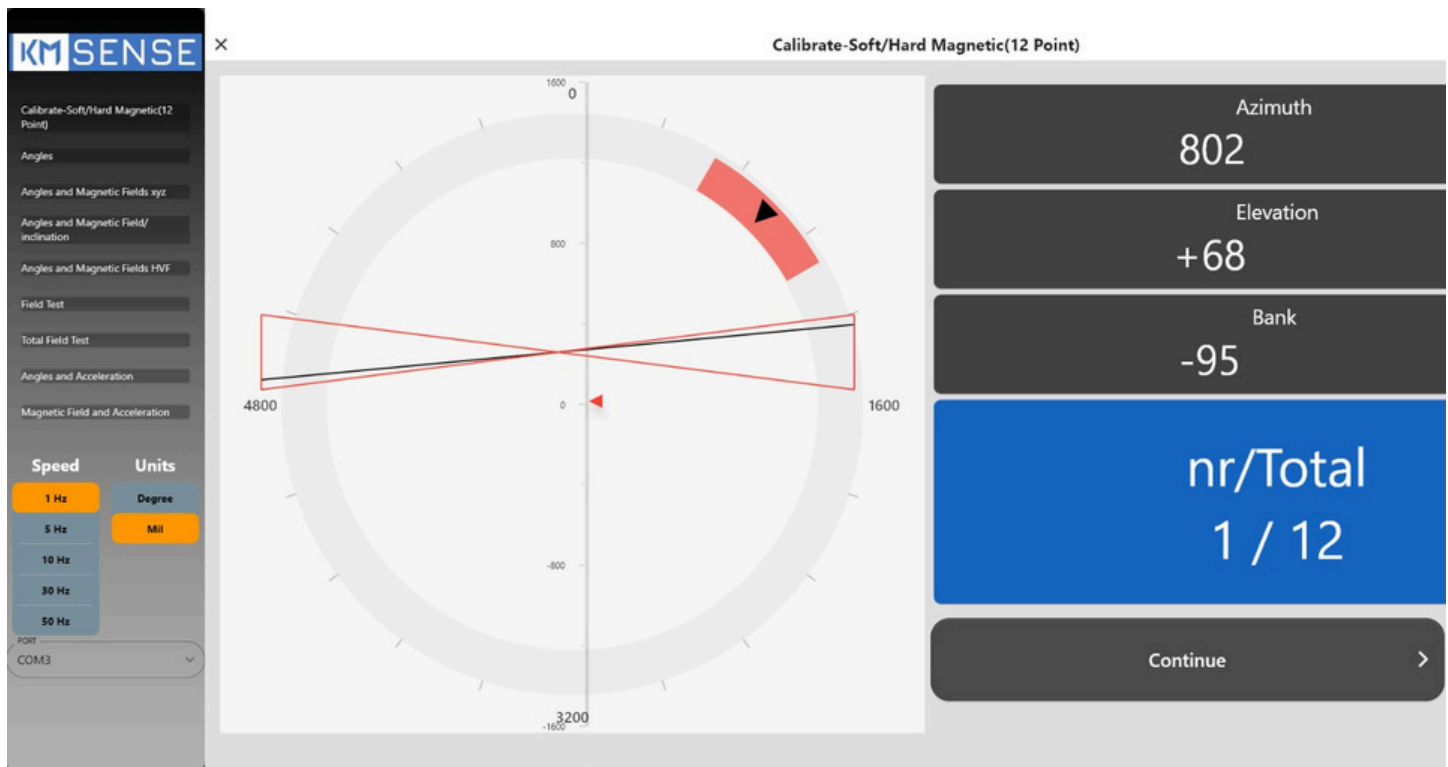 KM SENSE
Calibrate-Soft/Hard Magnetic(12
Point)
Angles
Angles and Magnetic Fields xyz
Angles and Magnetic Field/
inclination
Angles and Magnetic Fields HVF
Field Test
Total Field Test
Angles and Acceleration
Magnetic Field and Acceleration
Speed
Units
1 Hz
Degree
5 Hz
Mil
10 Hz
30 Hz
50 Hz
PORT
COM3
×
Calibrate-Soft/Hard Magnetic(12 Point)
1600
0
800
4800
0
1600
-800
3200
-1600
Azimuth
802
Elevation
+68
Bank
-95
nr/Total
1 / 12
Continue